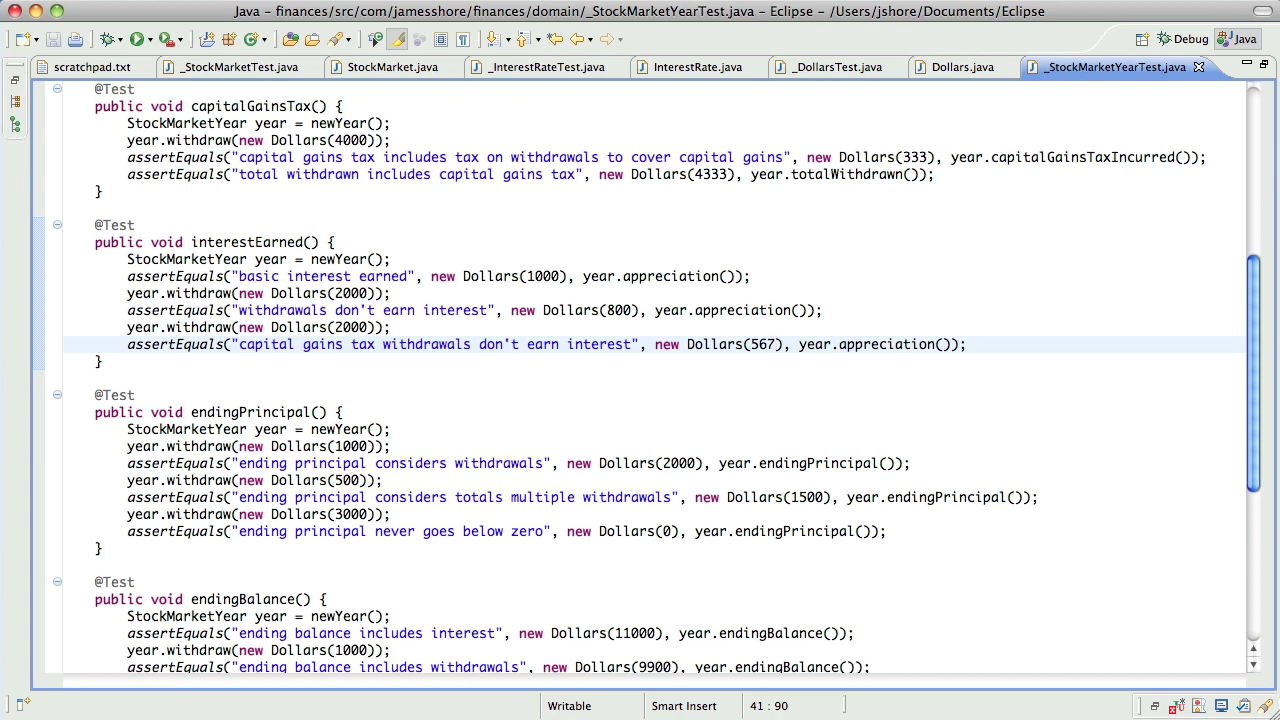 Java – finances/src/com/jamesshore/finances/domain/_StockMarketYearTest.java – Eclipse – /Users/jshore/Documents/Eclipse
Debug Java
scratchpad.txt _StockMarketTest.java StockMarket.java _InterestRateTest.java InterestRate.java _DollarsTest.java Dollars.java _StockMarketYearTest.java
@Test
public void capitalGainsTax() {
StockMarketYear year = newYear();
year.withdraw(new Dollars(4000));
assertEquals("capital gains tax includes tax on withdrawals to cover capital gains", new Dollars(333), year.capitalGainsTaxIncurred());
assertEquals("total withdrawn includes capital gains tax", new Dollars(4333), year.totalWithdrawn());
}
@Test
public void interestEarned() {
StockMarketYear year = newYear();
assertEquals("basic interest earned", new Dollars(1000), year.appreciation());
year.withdraw(new Dollars(2000));
assertEquals("withdrawals don't earn interest", new Dollars(800), year.appreciation());
year.withdraw(new Dollars(2000));
assertEquals("capital gains tax withdrawals don't earn interest", new Dollars(567), year.appreciation());
}
@Test
public void endingPrincipal() {
StockMarketYear year = newYear();
year.withdraw(new Dollars(1000));
assertEquals("ending principal considers withdrawals", new Dollars(2000), year.endingPrincipal());
year.withdraw(new Dollars(500));
assertEquals("ending principal considers totals multiple withdrawals", new Dollars(1500), year.endingPrincipal());
year.withdraw(new Dollars(3000));
assertEquals("ending principal never goes below zero", new Dollars(0), year.endingPrincipal());
}
@Test
public void endingBalance() {
StockMarketYear year = newYear();
assertEquals("ending balance includes interest", new Dollars(11000), year.endingBalance());
year.withdraw(new Dollars(1000));
assertEquals("ending balance includes withdrawals", new Dollars(9900), year.endingBalance());
Writable Smart Insert 41 : 90